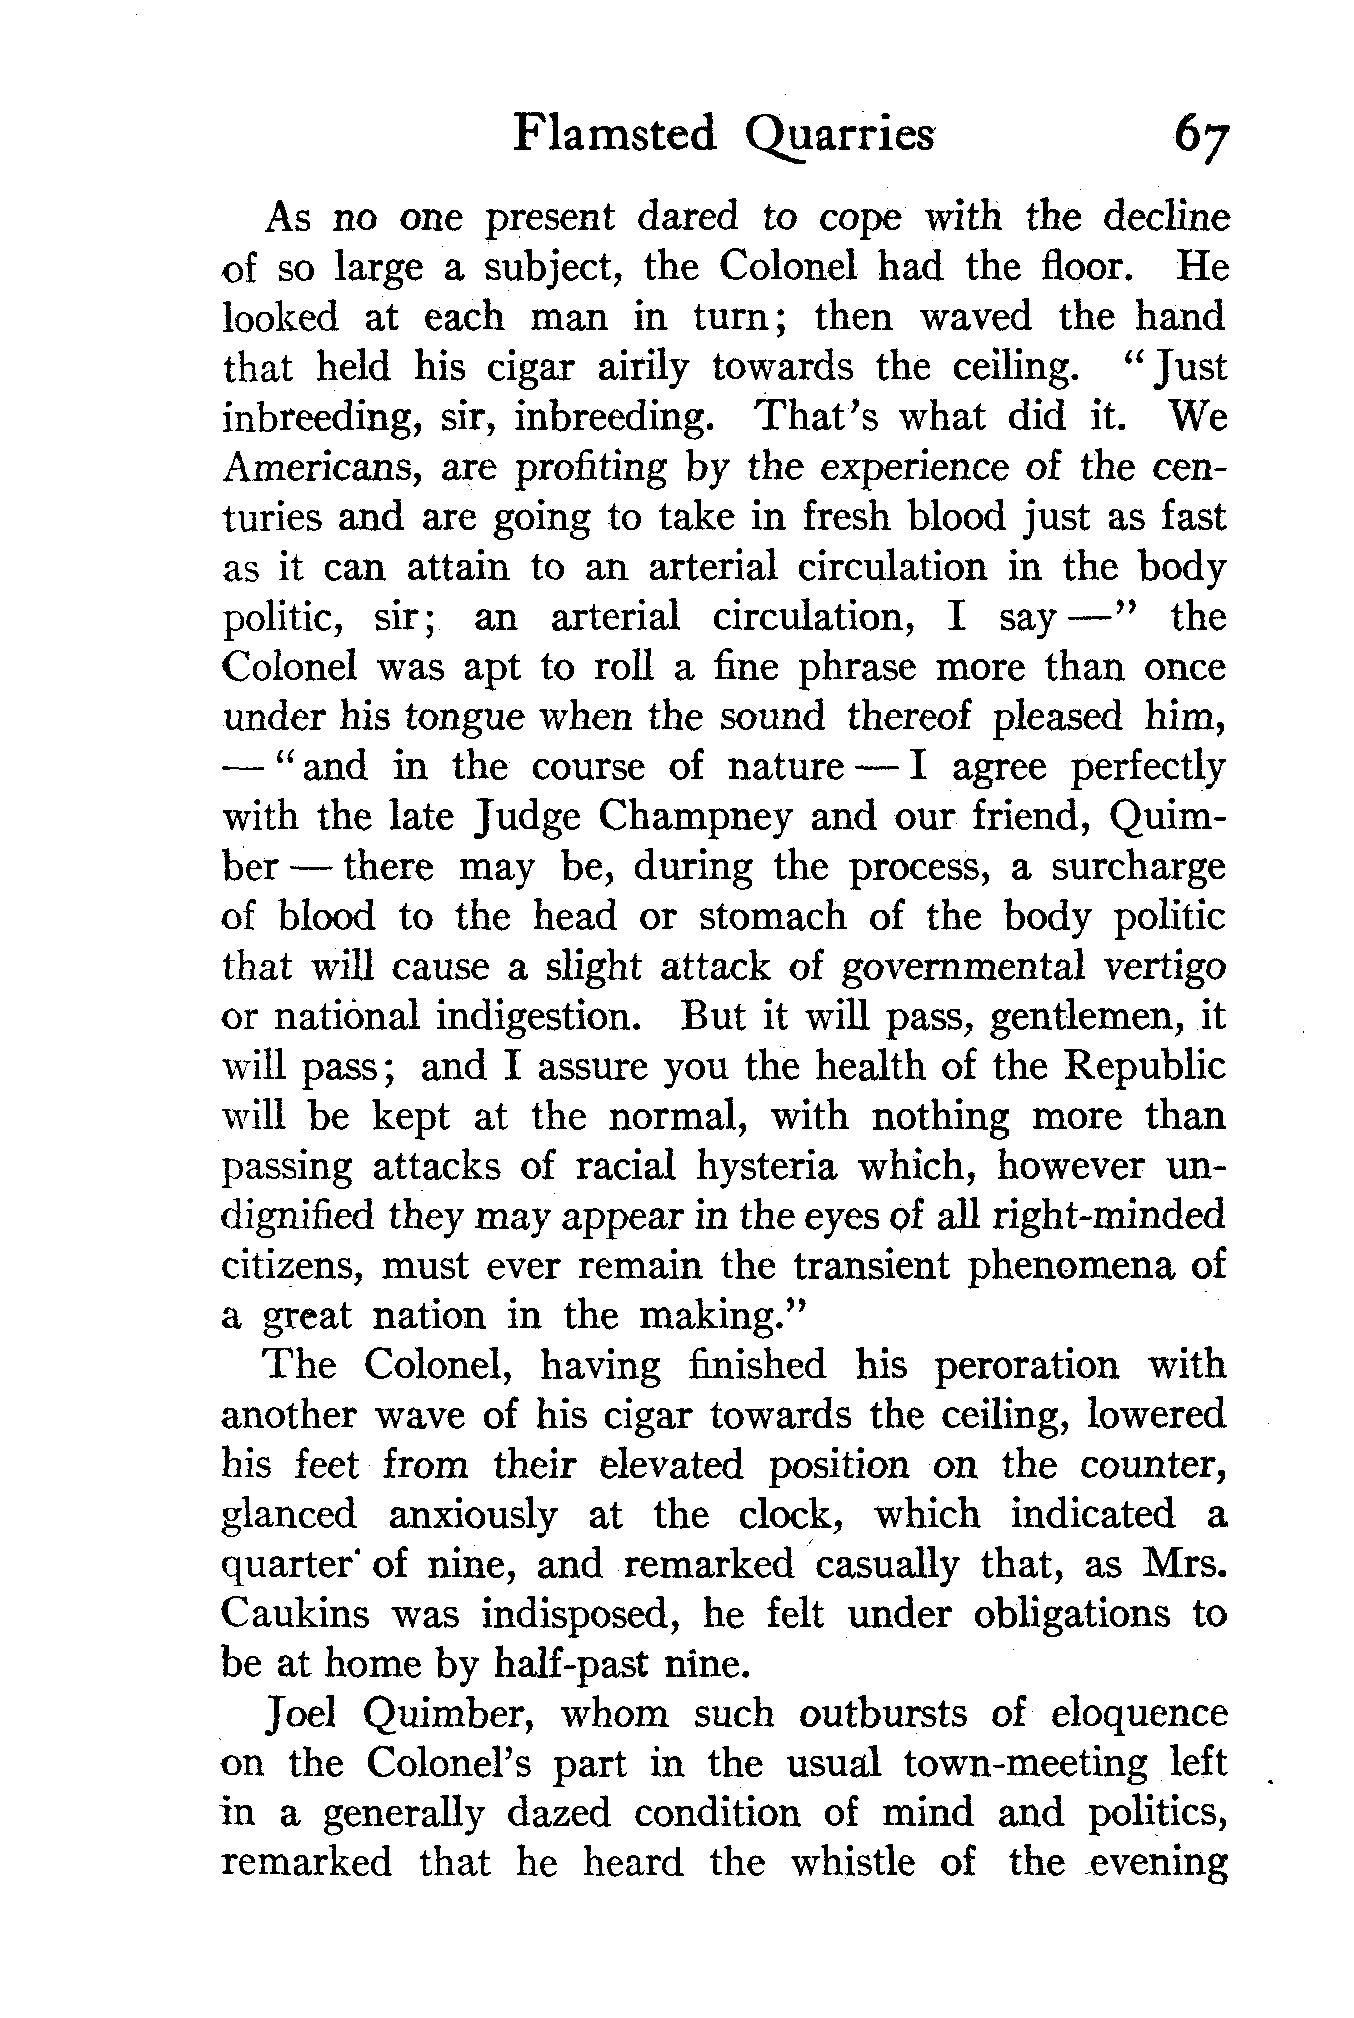 Flamsted Quarries 67
As no one present dared to cope with the decline
of so large a subject, the Colonel had the floor. He
looked at each man in turn; then waved the hand
that held his cigar airily towards the ceiling. “Just
inbreeding, sir, inbreeding. That’s what did it. We
Americans, are profiting by the experience of the cen-
turies and are going to take in fresh blood just as fast
as it can attain to an arterial circulation in the body
politic, sir; an arterial circulation, I say —” the
Colonel was apt to roll a fine phrase more than once
under his tongue when the sound thereof pleased him,
— “and in the course of nature — I agree perfectly
with the late Judge Champney and our friend, Quim-
ber — there may be, during the process, a surcharge
of blood to the head or stomach of the body politic
that will cause a slight attack of governmental vertigo
or national indigestion. But it will pass, gentlemen, it
will pass; and I assure you the health of the Republic
will be kept at the normal, with nothing more than
passing attacks of racial hysteria which, however un-
dignified they may appear in the eyes of all right-minded
citizens, must ever remain the transient phenomena of
a great nation in the making.”
The Colonel, having finished his peroration with
another wave of his cigar towards the ceiling, lowered
his feet from their elevated position on the counter,
glanced anxiously at the clock, which indicated a
quarter of nine, and remarked casually that, as Mrs.
Caukins was indisposed, he felt under obligations to
be at home by half-past nine.
Joel Quimber, whom such outbursts of eloquence
on the Colonel’s part in the usual town-meeting left
in a generally dazed condition of mind and politics,
remarked that he heard the whistle of the evening